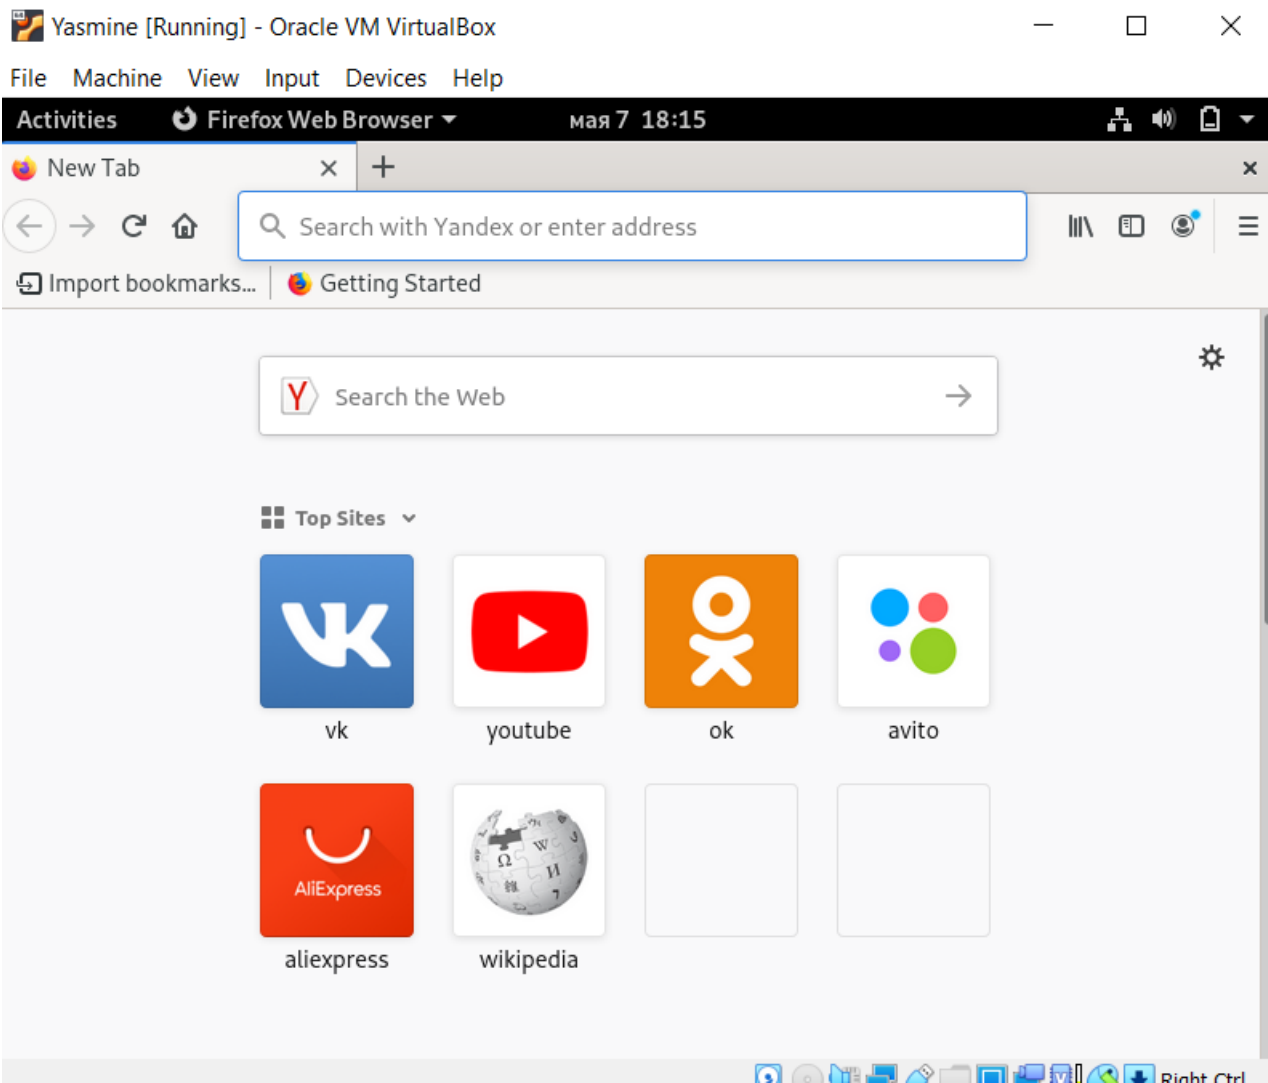 Yasmine [Running] - Oracle VM VirtualBox
File Machine View Input Devices Help
Activities Firefox Web Browser мая 7 18:15
New Tab
Search with Yandex or enter address
Import bookmarks... Getting Started
Y Search the Web
Top Sites
vk youtube ok avito
AliExpress
Ω W И
aliexpress wikipedia
Right Ctrl